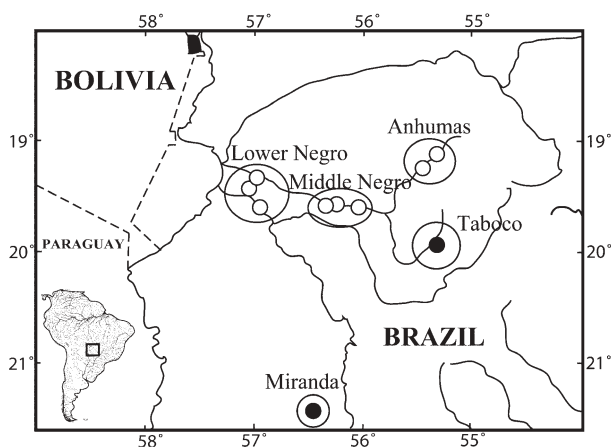 58° 57° 56° 55°
BOLIVIA
19°
19°
Anhumas
Lower Negro
Middle Negro
Taboco
PARAGUAY
20°
20°
BRAZIL
21°
21°
Miranda
58° 57° 56° 55°